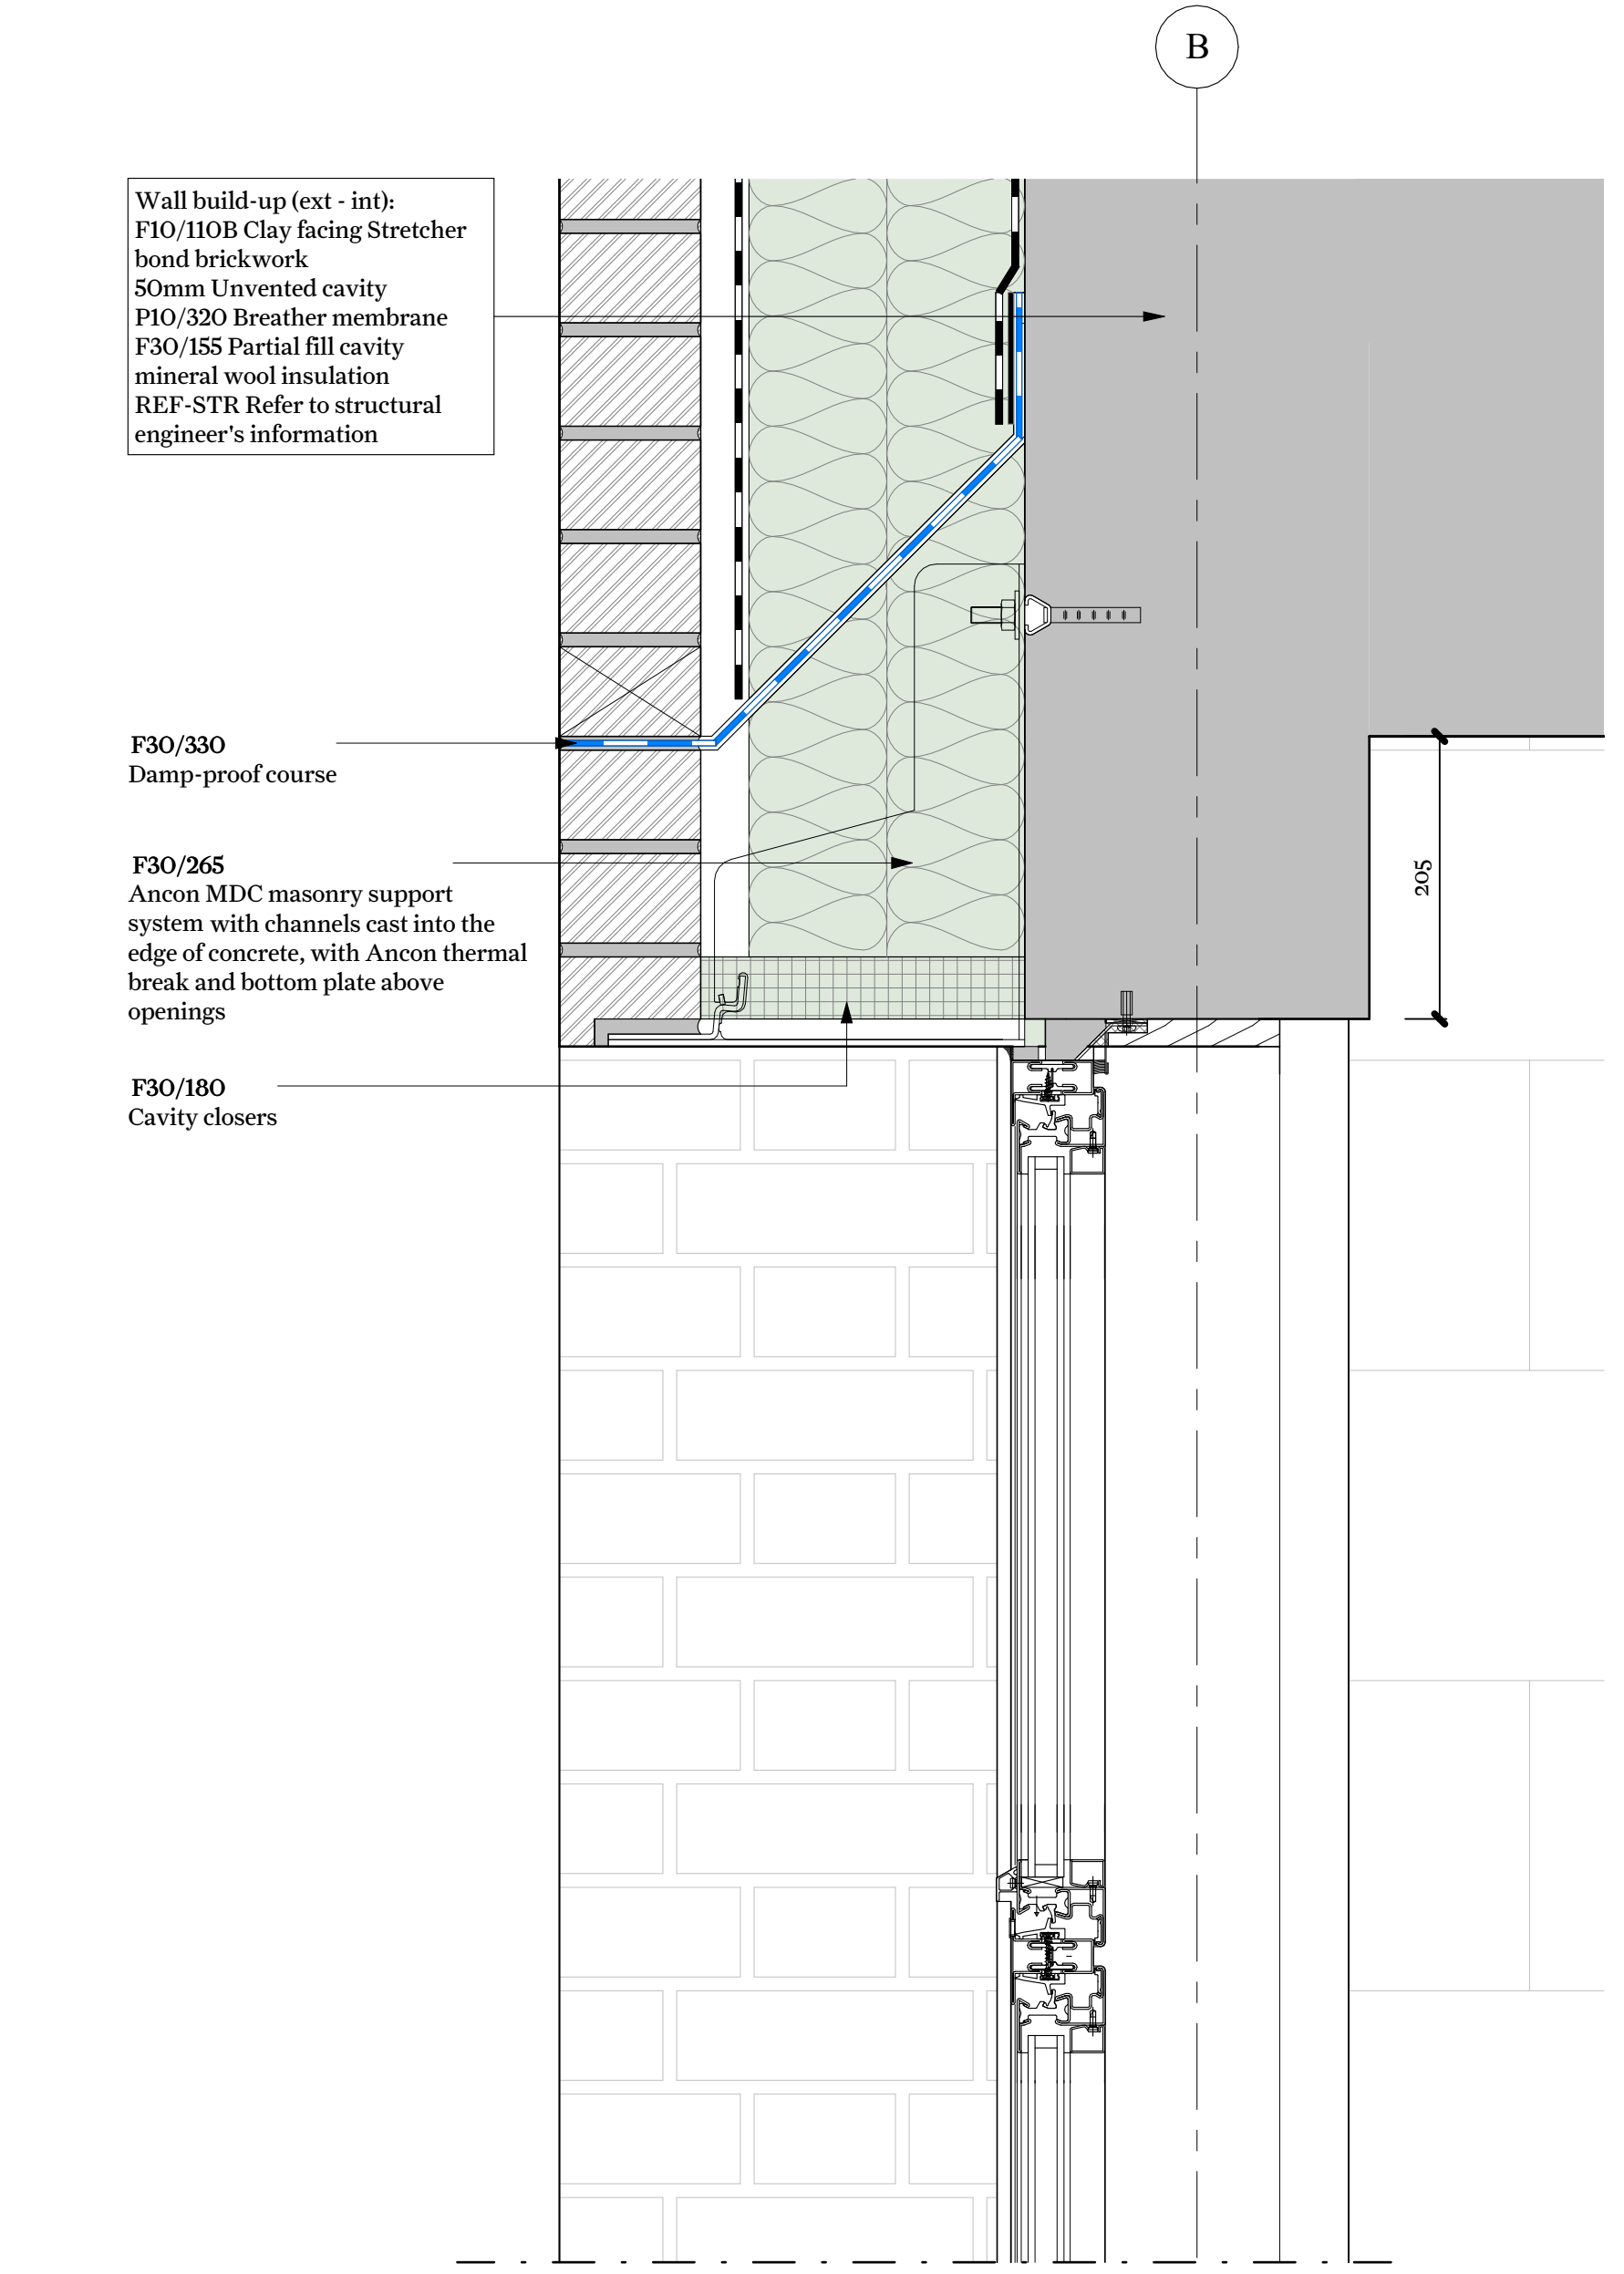 B
Wall build-up (ext - int):
F10/110B Clay facing Stretcher
bond brickwork
50mm Unvented cavity
P10/320 Breather membrane
F30/155 Partial fill cavity
mineral wool insulation
REF-STR Refer to structural
engineer's information
F30/330
Damp-proof course
F30/265
Ancon MDC masonry support
system with channels cast into the
edge of concrete, with Ancon thermal
break and bottom plate above
openings
205
F30/180
Cavity closers